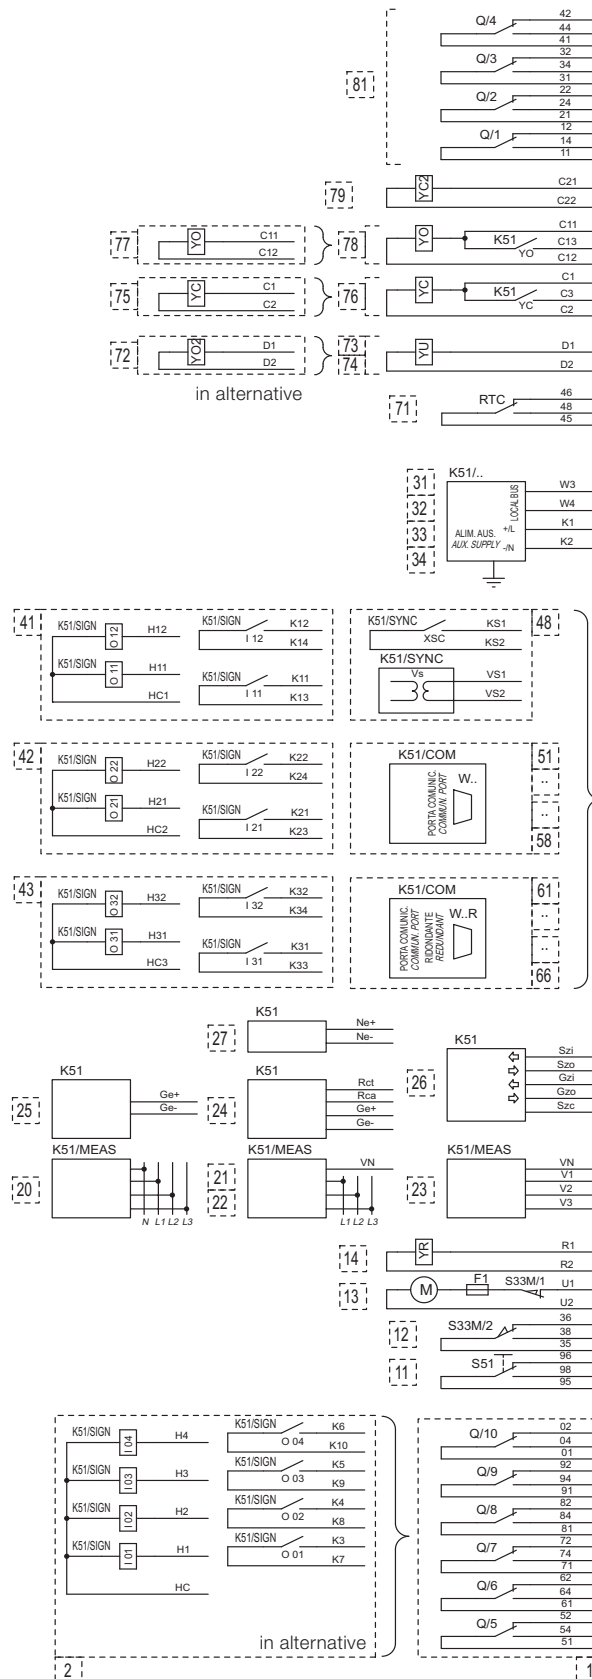 42
Q/4
44
41
32
Q/3
34
31
81
22
Q/2
24
21
12
Q/1
14
11
79
YC2
C21
C22
77
YO
C11
C12
78
YO
C11
K51
C13
YO
C12
75
YC
C1
C2
76
YC
C1
K51
C3
YC
C2
72
YO2
D1
D2
73
74
YU
D1
D2
in alternative
71
RTC
46
48
45
31
32
33
34
K51/..
LOCAL BUS
ALIM. AUS.
AUX. SUPPLY
+/L
-/N
W3
W4
K1
K2
41
K51/SIGN
O 12
H12
K51/SIGN
O 11
H11
HC1
K51/SIGN
K12
I 12
K14
K51/SIGN
K11
I 11
K13
K51/SYNC
KS1
XSC
KS2
K51/SYNC
Vs
VS1
VS2
48
42
K51/SIGN
O 22
H22
K51/SIGN
O 21
H21
HC2
K51/SIGN
K22
I 22
K24
K51/SIGN
K21
I 21
K23
K51/COM
PORTA COMUNIC.
COMMUN. PORT
W..
51
..
..
58
43
K51/SIGN
O 32
H32
K51/SIGN
O 31
H31
HC3
K51/SIGN
K32
I 32
K34
K51/SIGN
K31
I 31
K33
K51/COM
PORTA COMUNIC.
COMMUN. PORT
RIDONDANTE
REDUNDANT
W..R
61
..
..
66
27
K51
Ne+
Ne-
25
K51
Ge+
Ge-
24
K51
Rct
Rca
Ge+
Ge-
26
K51
Szi
Szo
Gzi
Gzo
Szc
20
K51/MEAS
N L1 L2 L3
21
22
K51/MEAS
VN
L1 L2 L3
23
K51/MEAS
VN
V1
V2
V3
14
YR
R1
R2
13
M
F1
S33M/1
U1
U2
12
S33M/2
36
38
35
11
S51
96
98
95
K51/SIGN
I 04
H4
K51/SIGN
I 03
H3
K51/SIGN
I 02
H2
K51/SIGN
I 01
H1
HC
K51/SIGN
K6
O 04
K10
K51/SIGN
K5
O 03
K9
K51/SIGN
K4
O 02
K8
K51/SIGN
K3
O 01
K7
in alternative
2
02
Q/10
04
01
92
Q/9
94
91
82
Q/8
84
81
72
Q/7
74
71
62
Q/6
64
61
52
Q/5
54
51
1